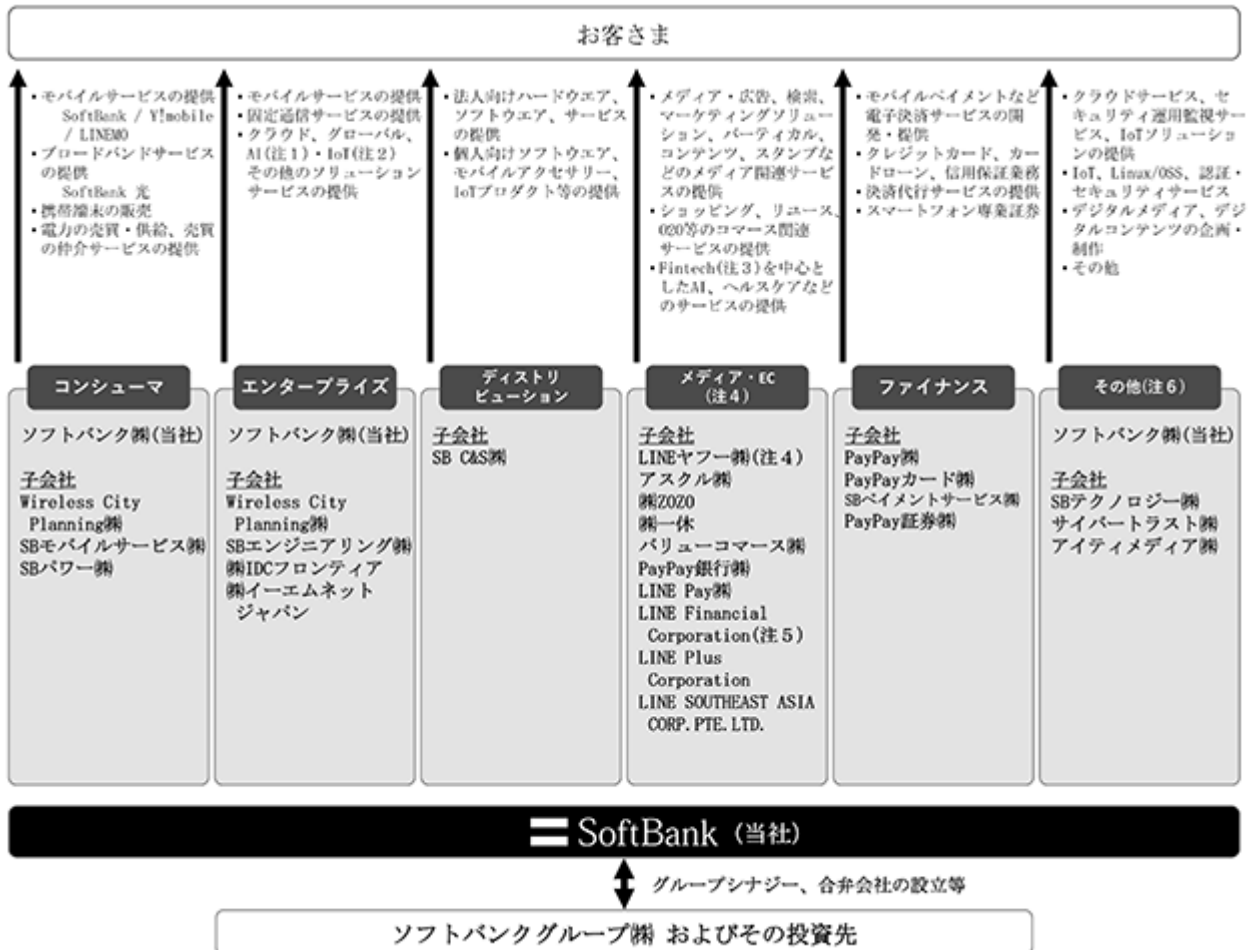 お客さま
・モバイルサービスの提供
SoftBank / Y!mobile
/ LINEMO
・ブロードバンドサービス
の提供
SoftBank 光
・携帯端末の販売
・電力の売買・供給、売買
の仲介サービスの提供
・モバイルサービスの提供
・固定通信サービスの提供
・クラウド、グローバル、
AI(注1)・IoT(注2)
その他のソリューション
サービスの提供
・法人向けハードウエア、
ソフトウエア、サービス
の提供
・個人向けソフトウエア、
モバイルアクセサリー、
IoTプロダクト等の提供
・メディア・広告、検索、
マーケティングソリュー
ション、バーティカル、
コンテンツ、スタンプな
どのメディア関連サービ
スの提供
・ショッピング、リユース、
O2O等のコマース関連
サービスの提供
・Fintech(注3)を中心と
したAI、ヘルスケアなど
のサービスの提供
・モバイルペイメントなど
電子決済サービスの開
発・提供
・クレジットカード、カー
ドローン、信用保証業務
・決済代行サービスの提供
・スマートフォン専業証券
・クラウドサービス、セ
キュリティ運用監視サー
ビス、IoTソリューショ
ンの提供
・IoT、Linux/OSS、認証・
セキュリティサービス
・デジタルメディア、デジ
タルコンテンツの企画・
制作
・その他
コンシューマ
ソフトバンク㈱(当社)
子会社
Wireless City
Planning㈱
SBモバイルサービス㈱
SBパワー㈱
エンタープライズ
ソフトバンク㈱(当社)
子会社
Wireless City
Planning㈱
SBエンジニアリング㈱
㈱IDCフロンティア
㈱イーエムネット
ジャパン
ディストリ
ビューション
子会社
SB C&S㈱
メディア・EC
(注4)
子会社
LINEヤフー㈱(注4)
アスクル㈱
㈱ZOZO
㈱一休
バリューコマース㈱
PayPay銀行㈱
LINE Pay㈱
LINE Financial
Corporation(注5)
LINE Plus
Corporation
LINE SOUTHEAST ASIA
CORP.PTE.LTD.
ファイナンス
子会社
PayPay㈱
PayPayカード㈱
SBペイメントサービス㈱
PayPay証券㈱
その他(注6)
ソフトバンク㈱(当社)
子会社
SBテクノロジー㈱
サイバートラスト㈱
アイティメディア㈱
SoftBank (当社)
グループシナジー、合弁会社の設立等
ソフトバンクグループ㈱ およびその投資先